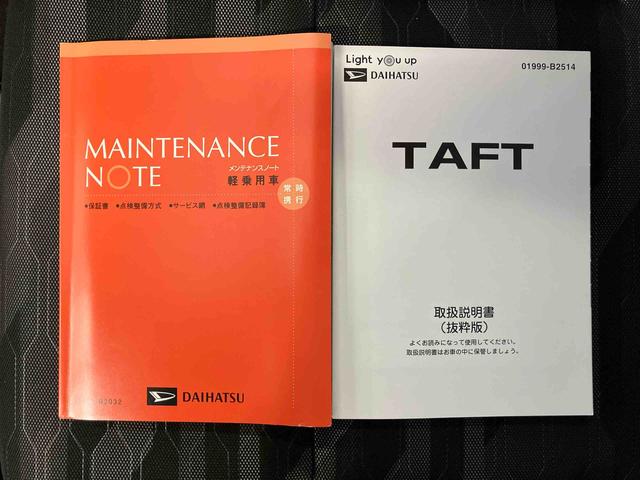 MAINTENANCE
NOTE
メンテナンスノート
軽乗用車
常時
携行
●保証書 ●点検整備方式 ●サービス網 ●点検整備記録簿
DAIHATSU
Light you up
DAIHATSU
01999-B2514
TAFT
取扱説明書
(抜粋版)
よくお読みになって使用してください。
取扱説明書はお車の中に保管しましょう。